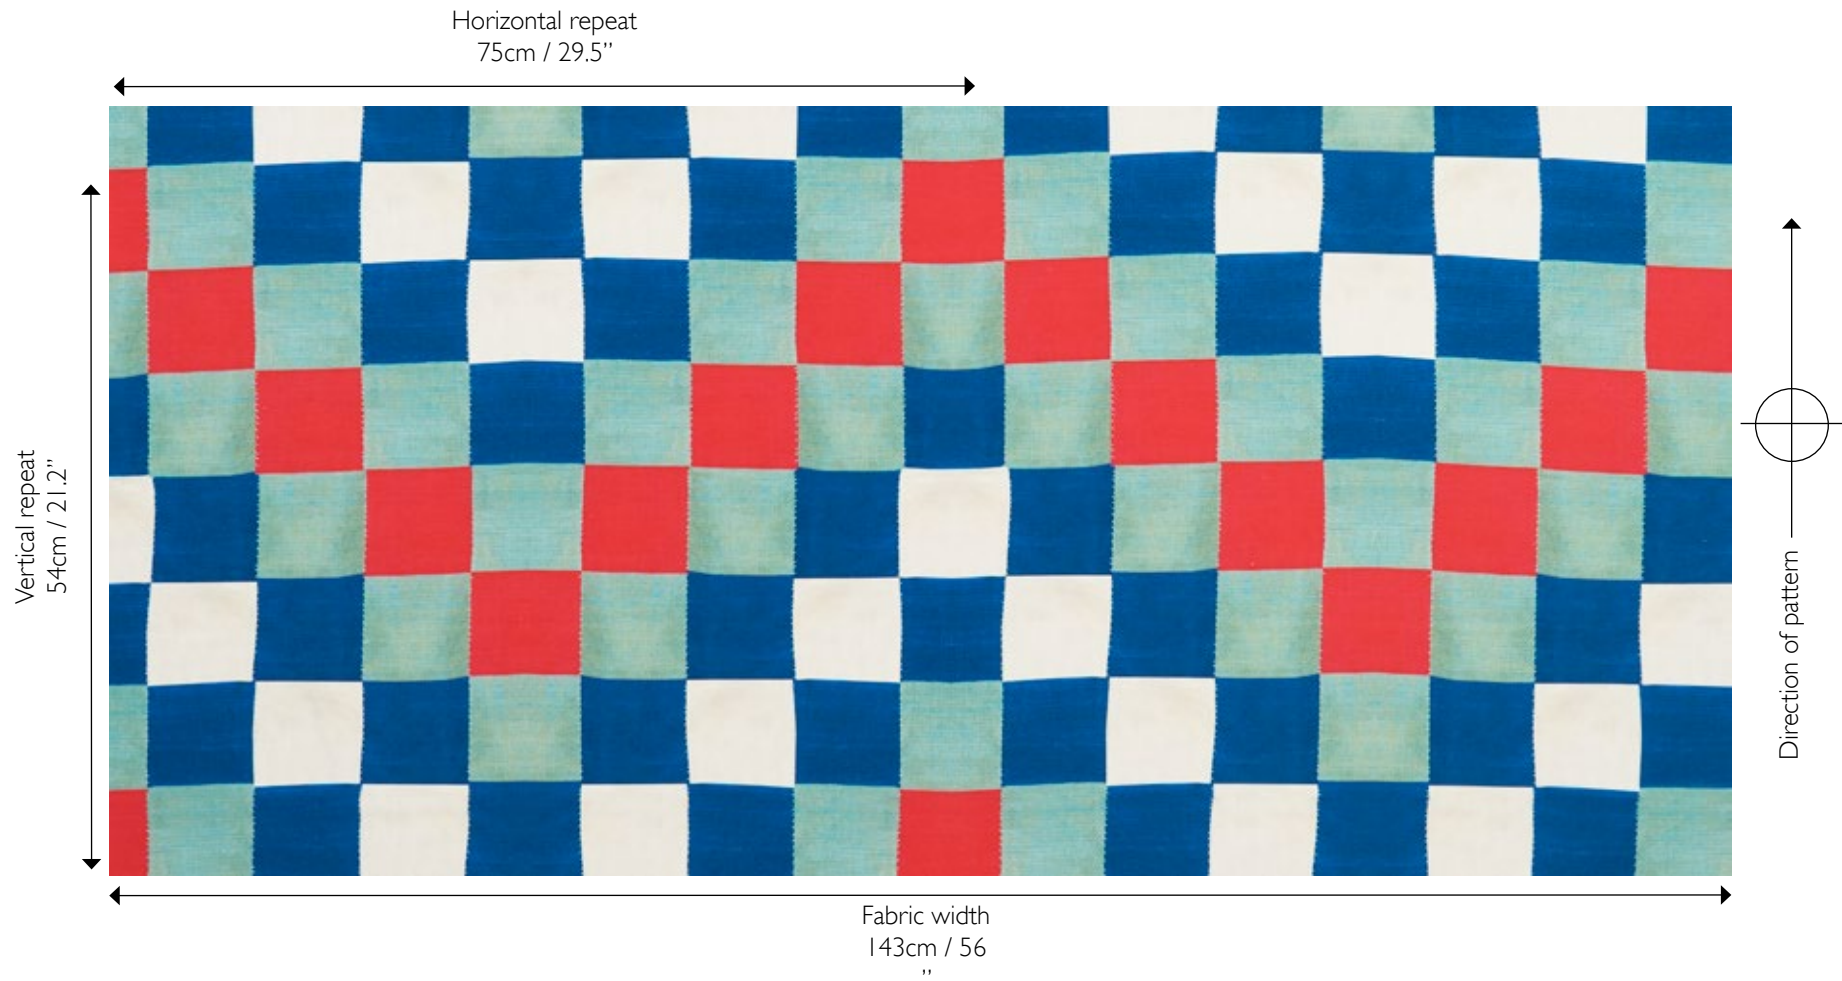 Horizontal repeat
75cm / 29.5”
Vertical repeat
54cm / 21.2”
Direction of pattern
Fabric width
143cm / 56
”